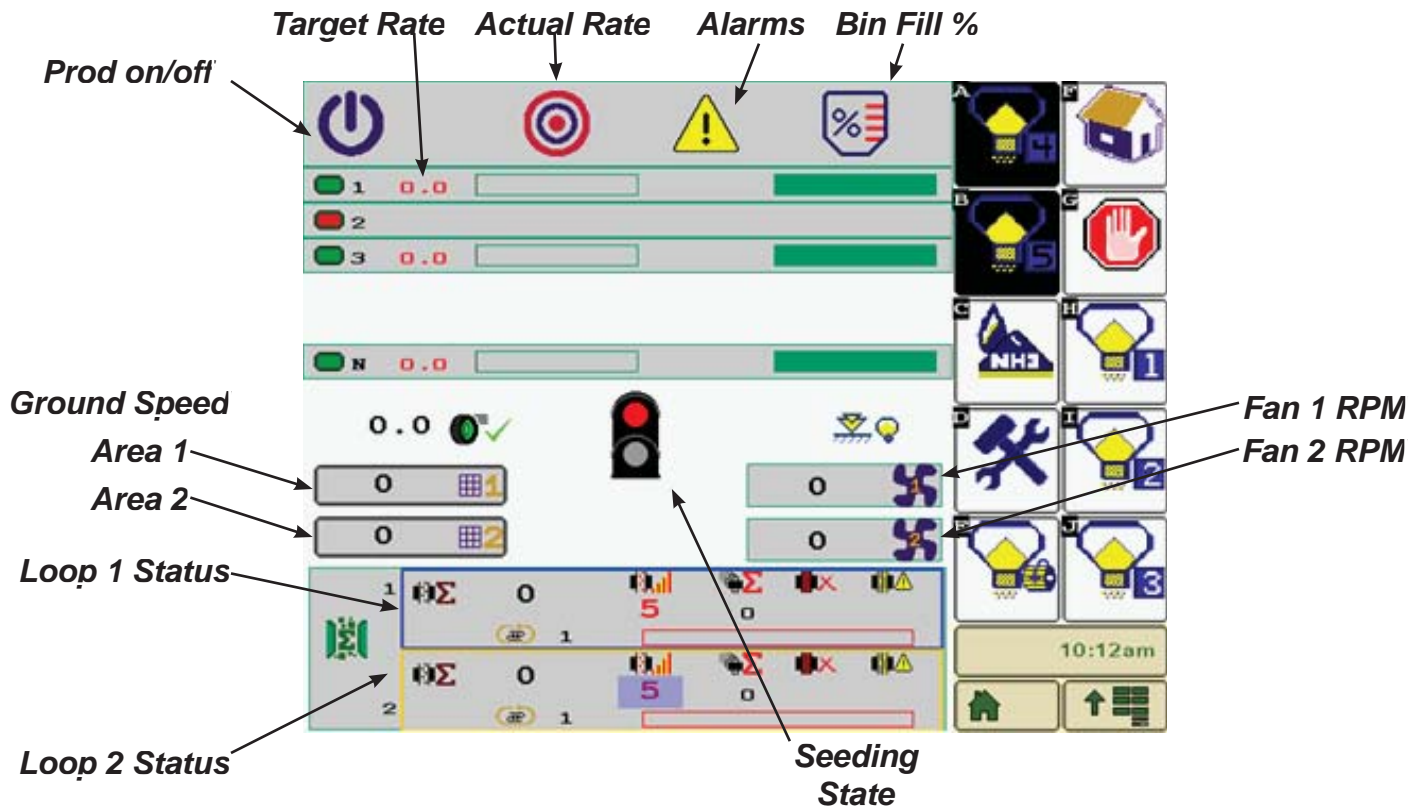 Target Rate Actual Rate Alarms Bin Fill %
Prod on/off
%
1 0.0
2
3 0.0
N 0.0
A 4 F
B 5 G
C NH3 H 1
D I 2
E J 3
10:12am
Ground Speed
0.0
Area 1
0 1
Area 2
0 2
Fan 1 RPM
0 1
Fan 2 RPM
0 2
Loop 1 Status
1 Σ 0 5 Σ 0
1
Loop 2 Status
2 Σ 0 5 Σ 0
1
Seeding
State